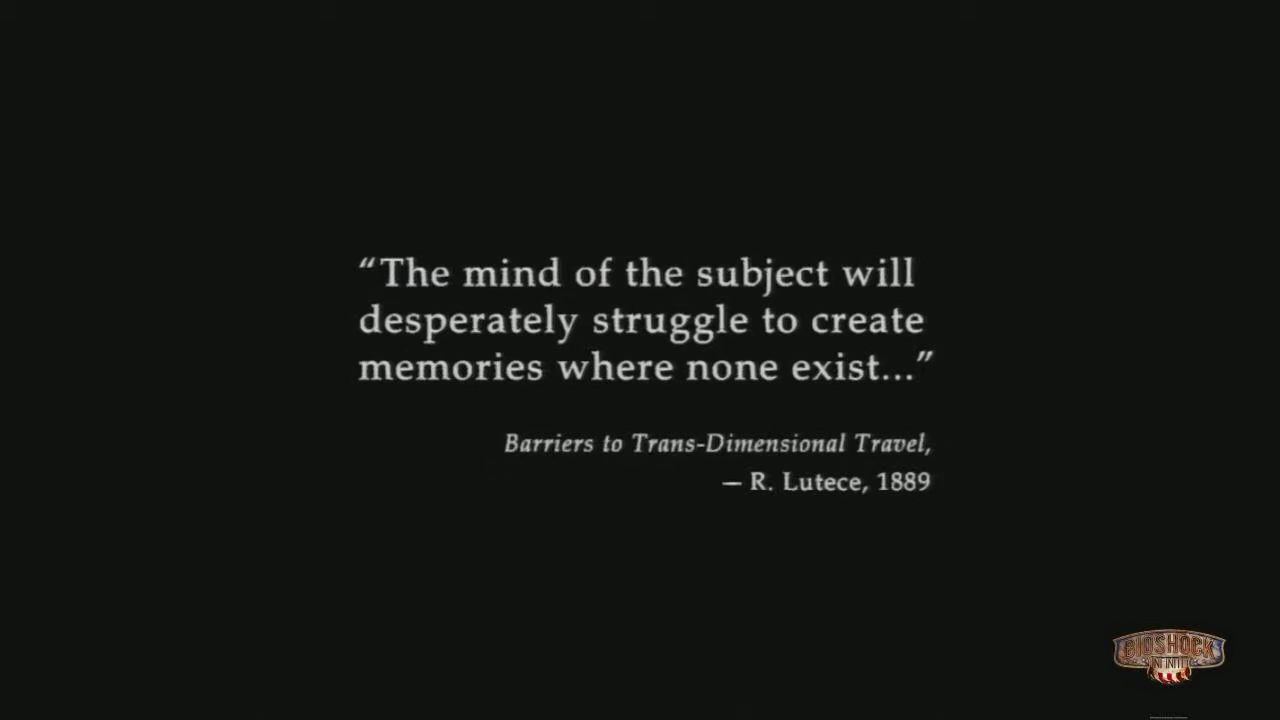 “The mind of the subject will
desperately struggle to create
memories where none exist...”
Barriers to Trans-Dimensional Travel,
— R. Lutece, 1889
BIOSHOCK
INFINITE